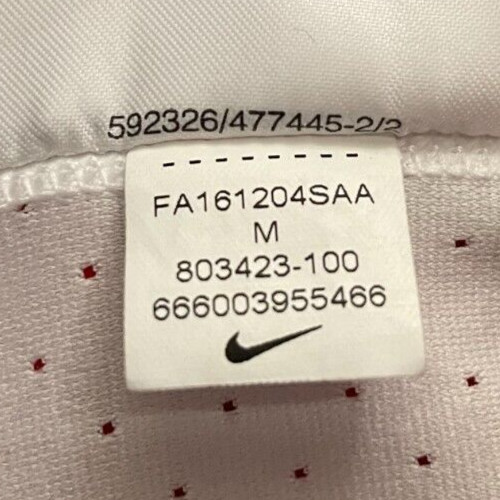 592326/477445-2/2
- - - - - - - -
FA161204SAA
M
803423-100
666003955466